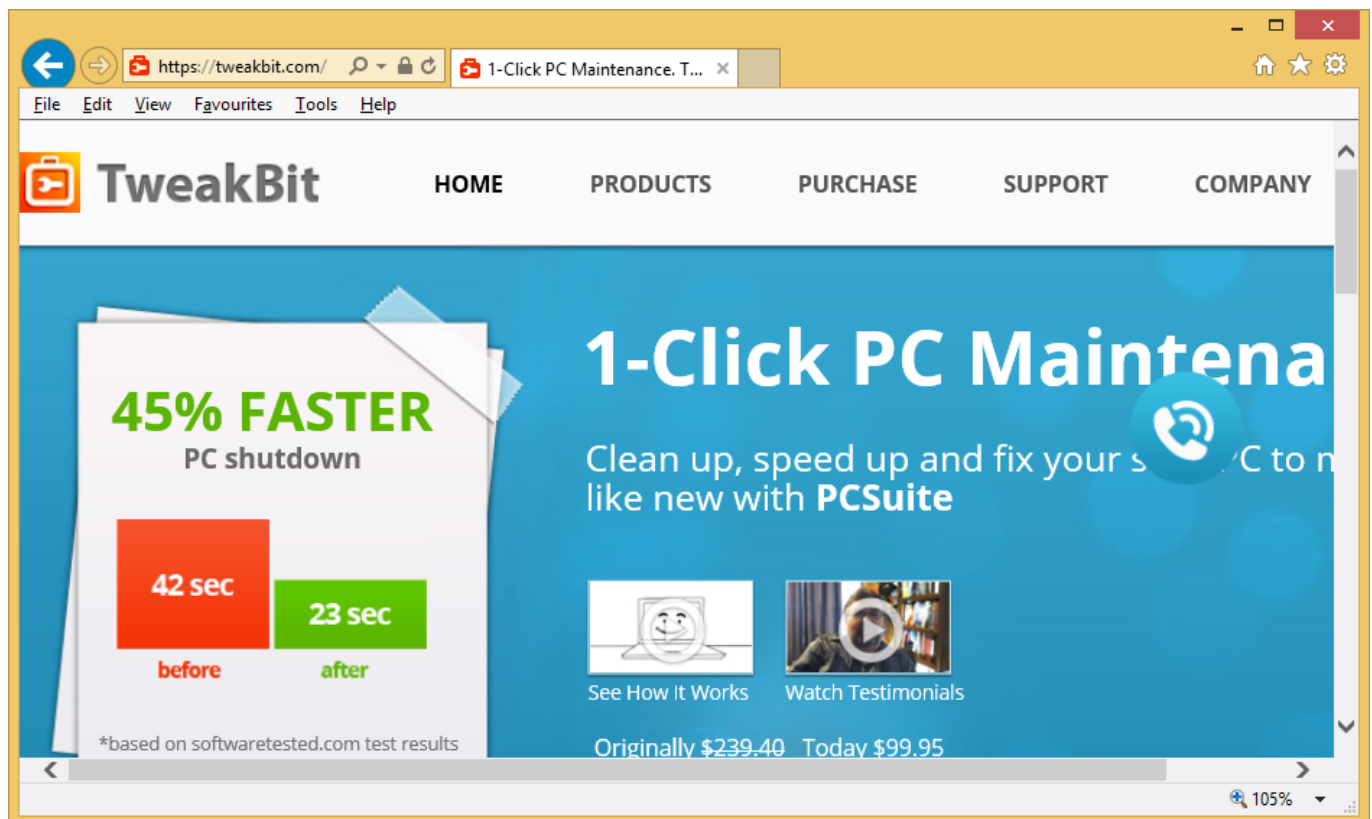 https://tweakbit.com/
1-Click PC Maintenance. T...
File Edit View Favourites Tools Help
TweakBit
HOME PRODUCTS PURCHASE SUPPORT COMPANY
45% FASTER
PC shutdown
42 sec
23 sec
before after
*based on softwaretested.com test results
1-Click PC Maintena
Clean up, speed up and fix your s PC to m
like new with PCSuite
See How It Works Watch Testimonials
Originally $239.40 Today $99.95
105%